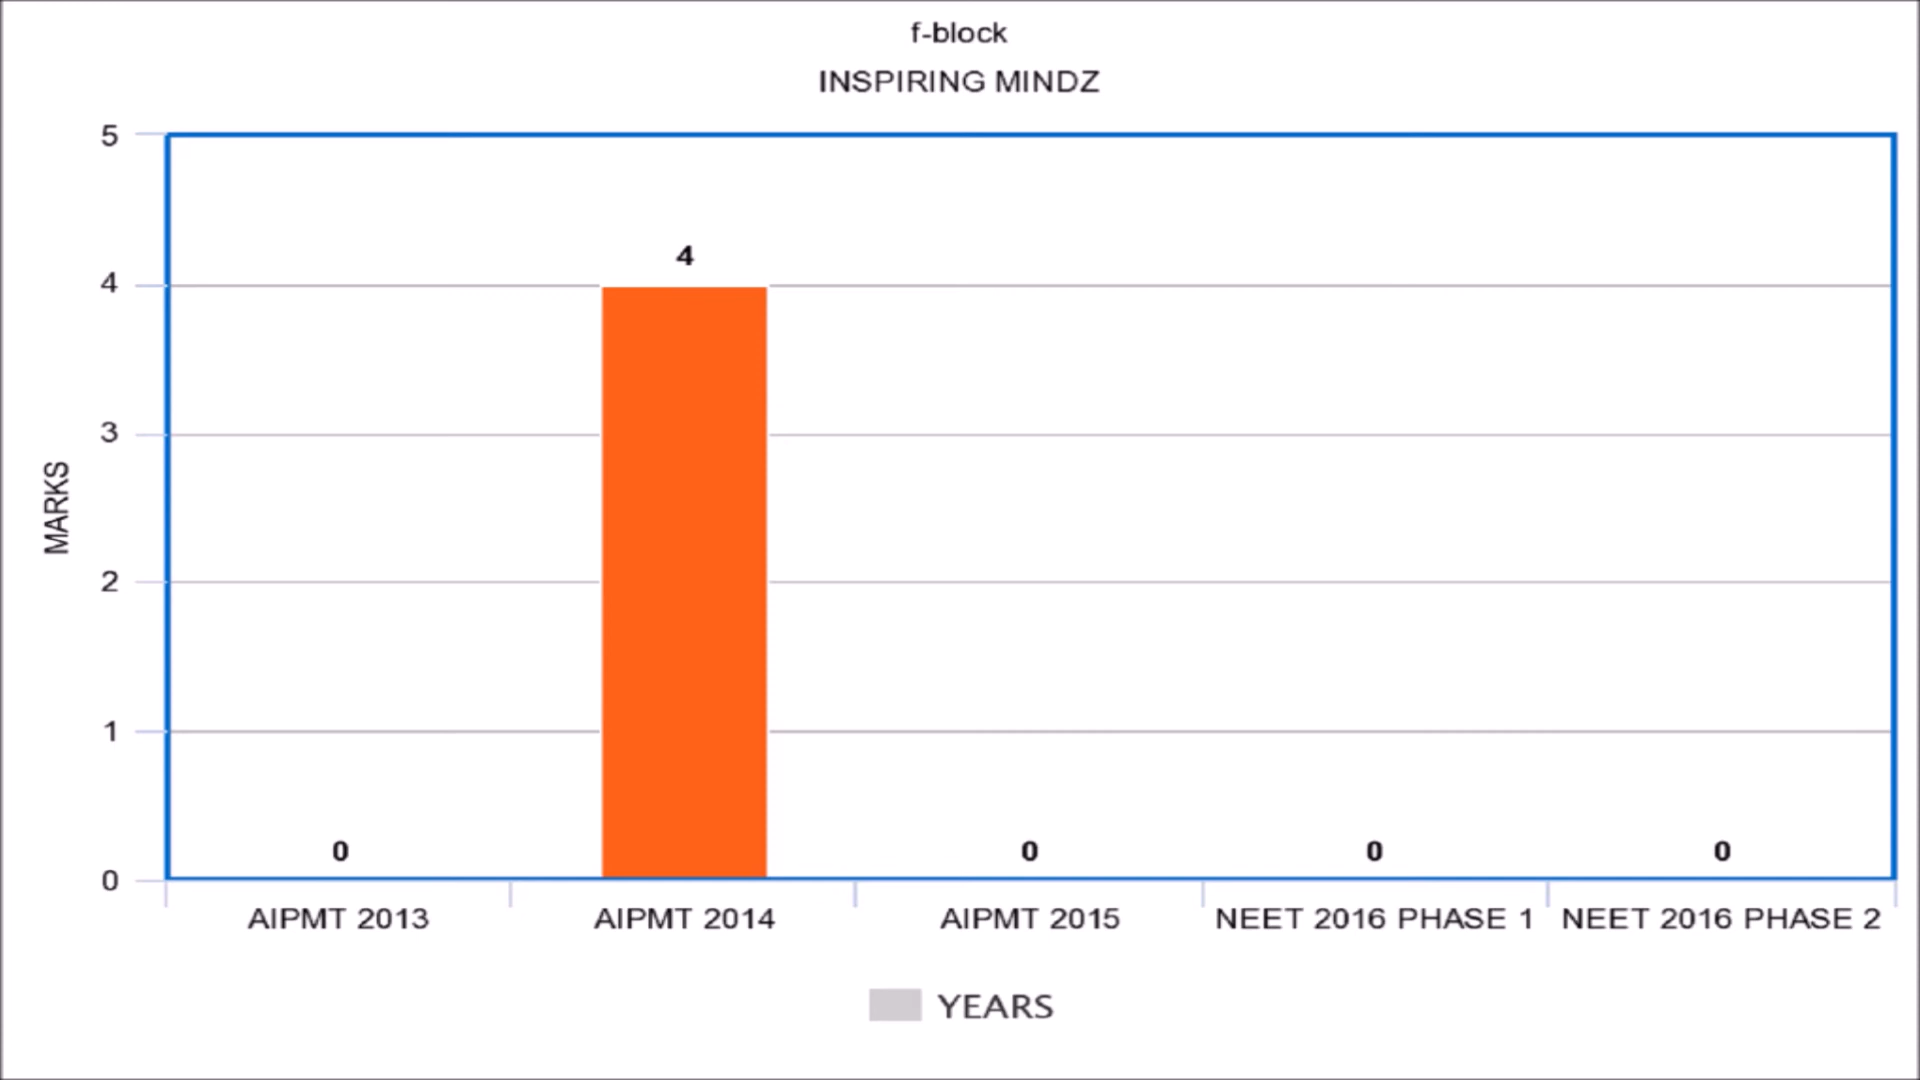 f-block
INSPIRING MINDZ
5
4
4
3
MARKS
2
1
0 0 0 0
0
AIPMT 2013 AIPMT 2014 AIPMT 2015 NEET 2016 PHASE 1 NEET 2016 PHASE 2
YEARS